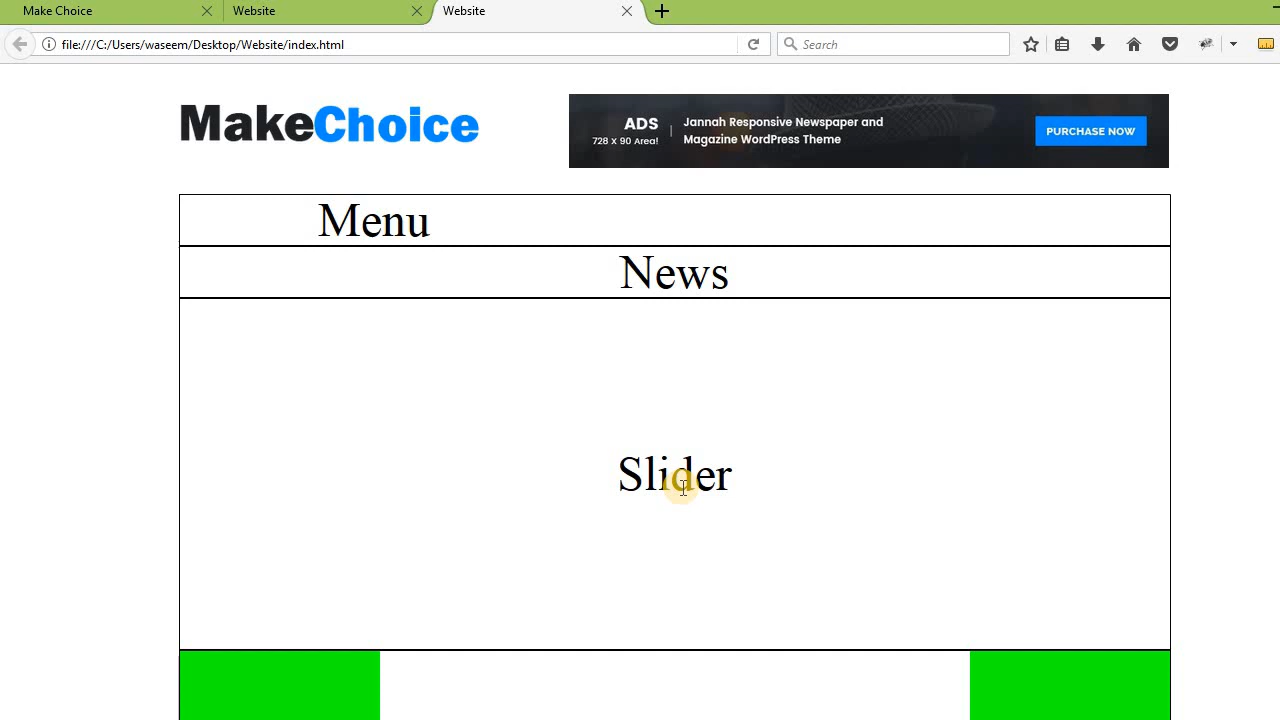 Make Choice
Website
Website
file:///C:/Users/waseem/Desktop/Website/index.html
Search
MakeChoice
ADS
728 x 90 Area!
Jannah Responsive Newspaper and
Magazine WordPress Theme
PURCHASE NOW
Menu
News
Slider